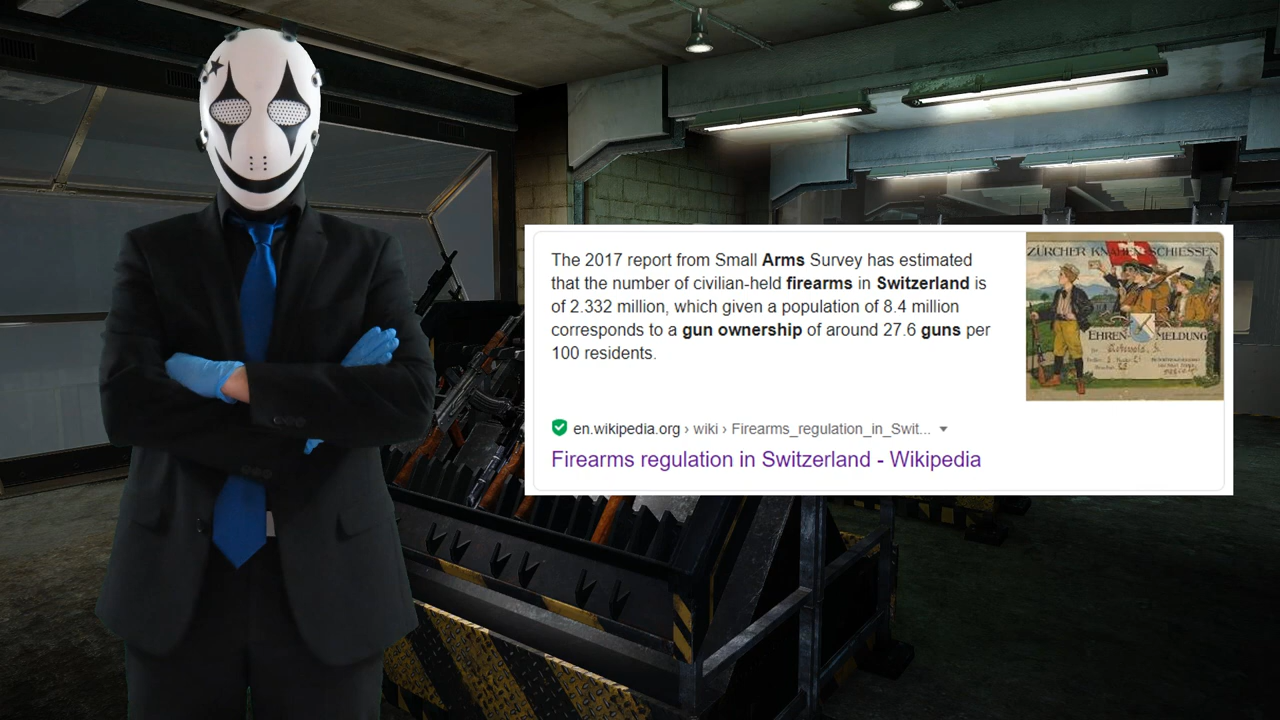 The 2017 report from Small Arms Survey has estimated
that the number of civilian-held firearms in Switzerland is
of 2.332 million, which given a population of 8.4 million
corresponds to a gun ownership of around 27.6 guns per
100 residents.
ZÜRCHER KNABENSCHIESSEN
EHREN MELDUNG
en.wikipedia.org › wiki › Firearms_regulation_in_Swit...
Firearms regulation in Switzerland - Wikipedia